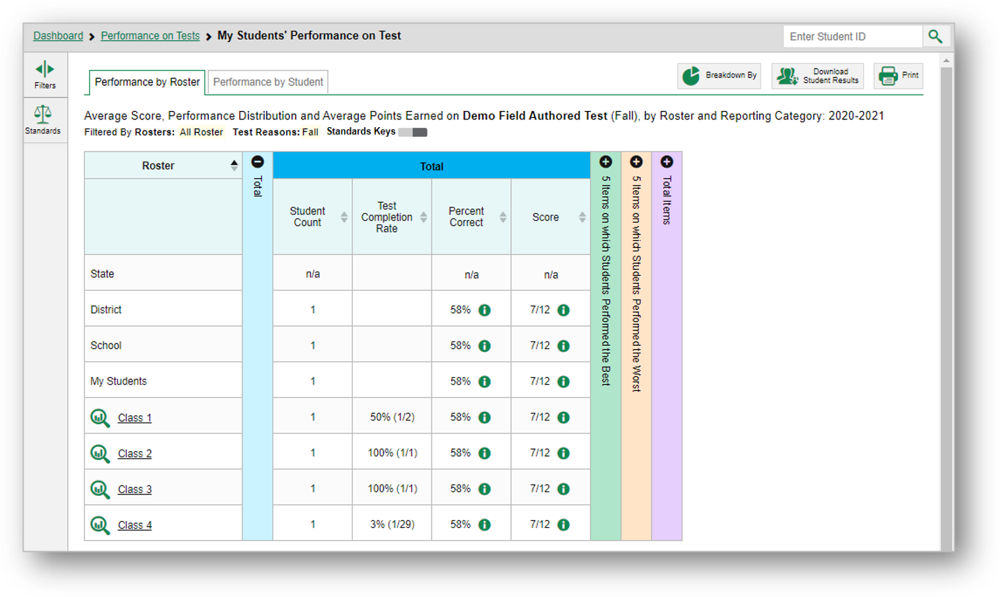 Dashboard > Performance on Tests > My Students' Performance on Test
Enter Student ID
Filters
Standards
Performance by Roster
Performance by Student
Breakdown By
Download
Student Results
Print
Average Score, Performance Distribution and Average Points Earned on Demo Field Authored Test (Fall), by Roster and Reporting Category: 2020-2021
Filtered By Rosters: All Roster Test Reasons: Fall Standards Keys
Roster
Total
Total
5 Items on which Students Performed the Best
5 Items on which Students Performed the Worst
Total Items
Student
Count
Test
Completion
Rate
Percent
Correct
Score
State n/a n/a n/a
District 1 58% 7/12
School 1 58% 7/12
My Students 1 58% 7/12
Class 1 1 50% (1/2) 58% 7/12
Class 2 1 100% (1/1) 58% 7/12
Class 3 1 100% (1/1) 58% 7/12
Class 4 1 3% (1/29) 58% 7/12